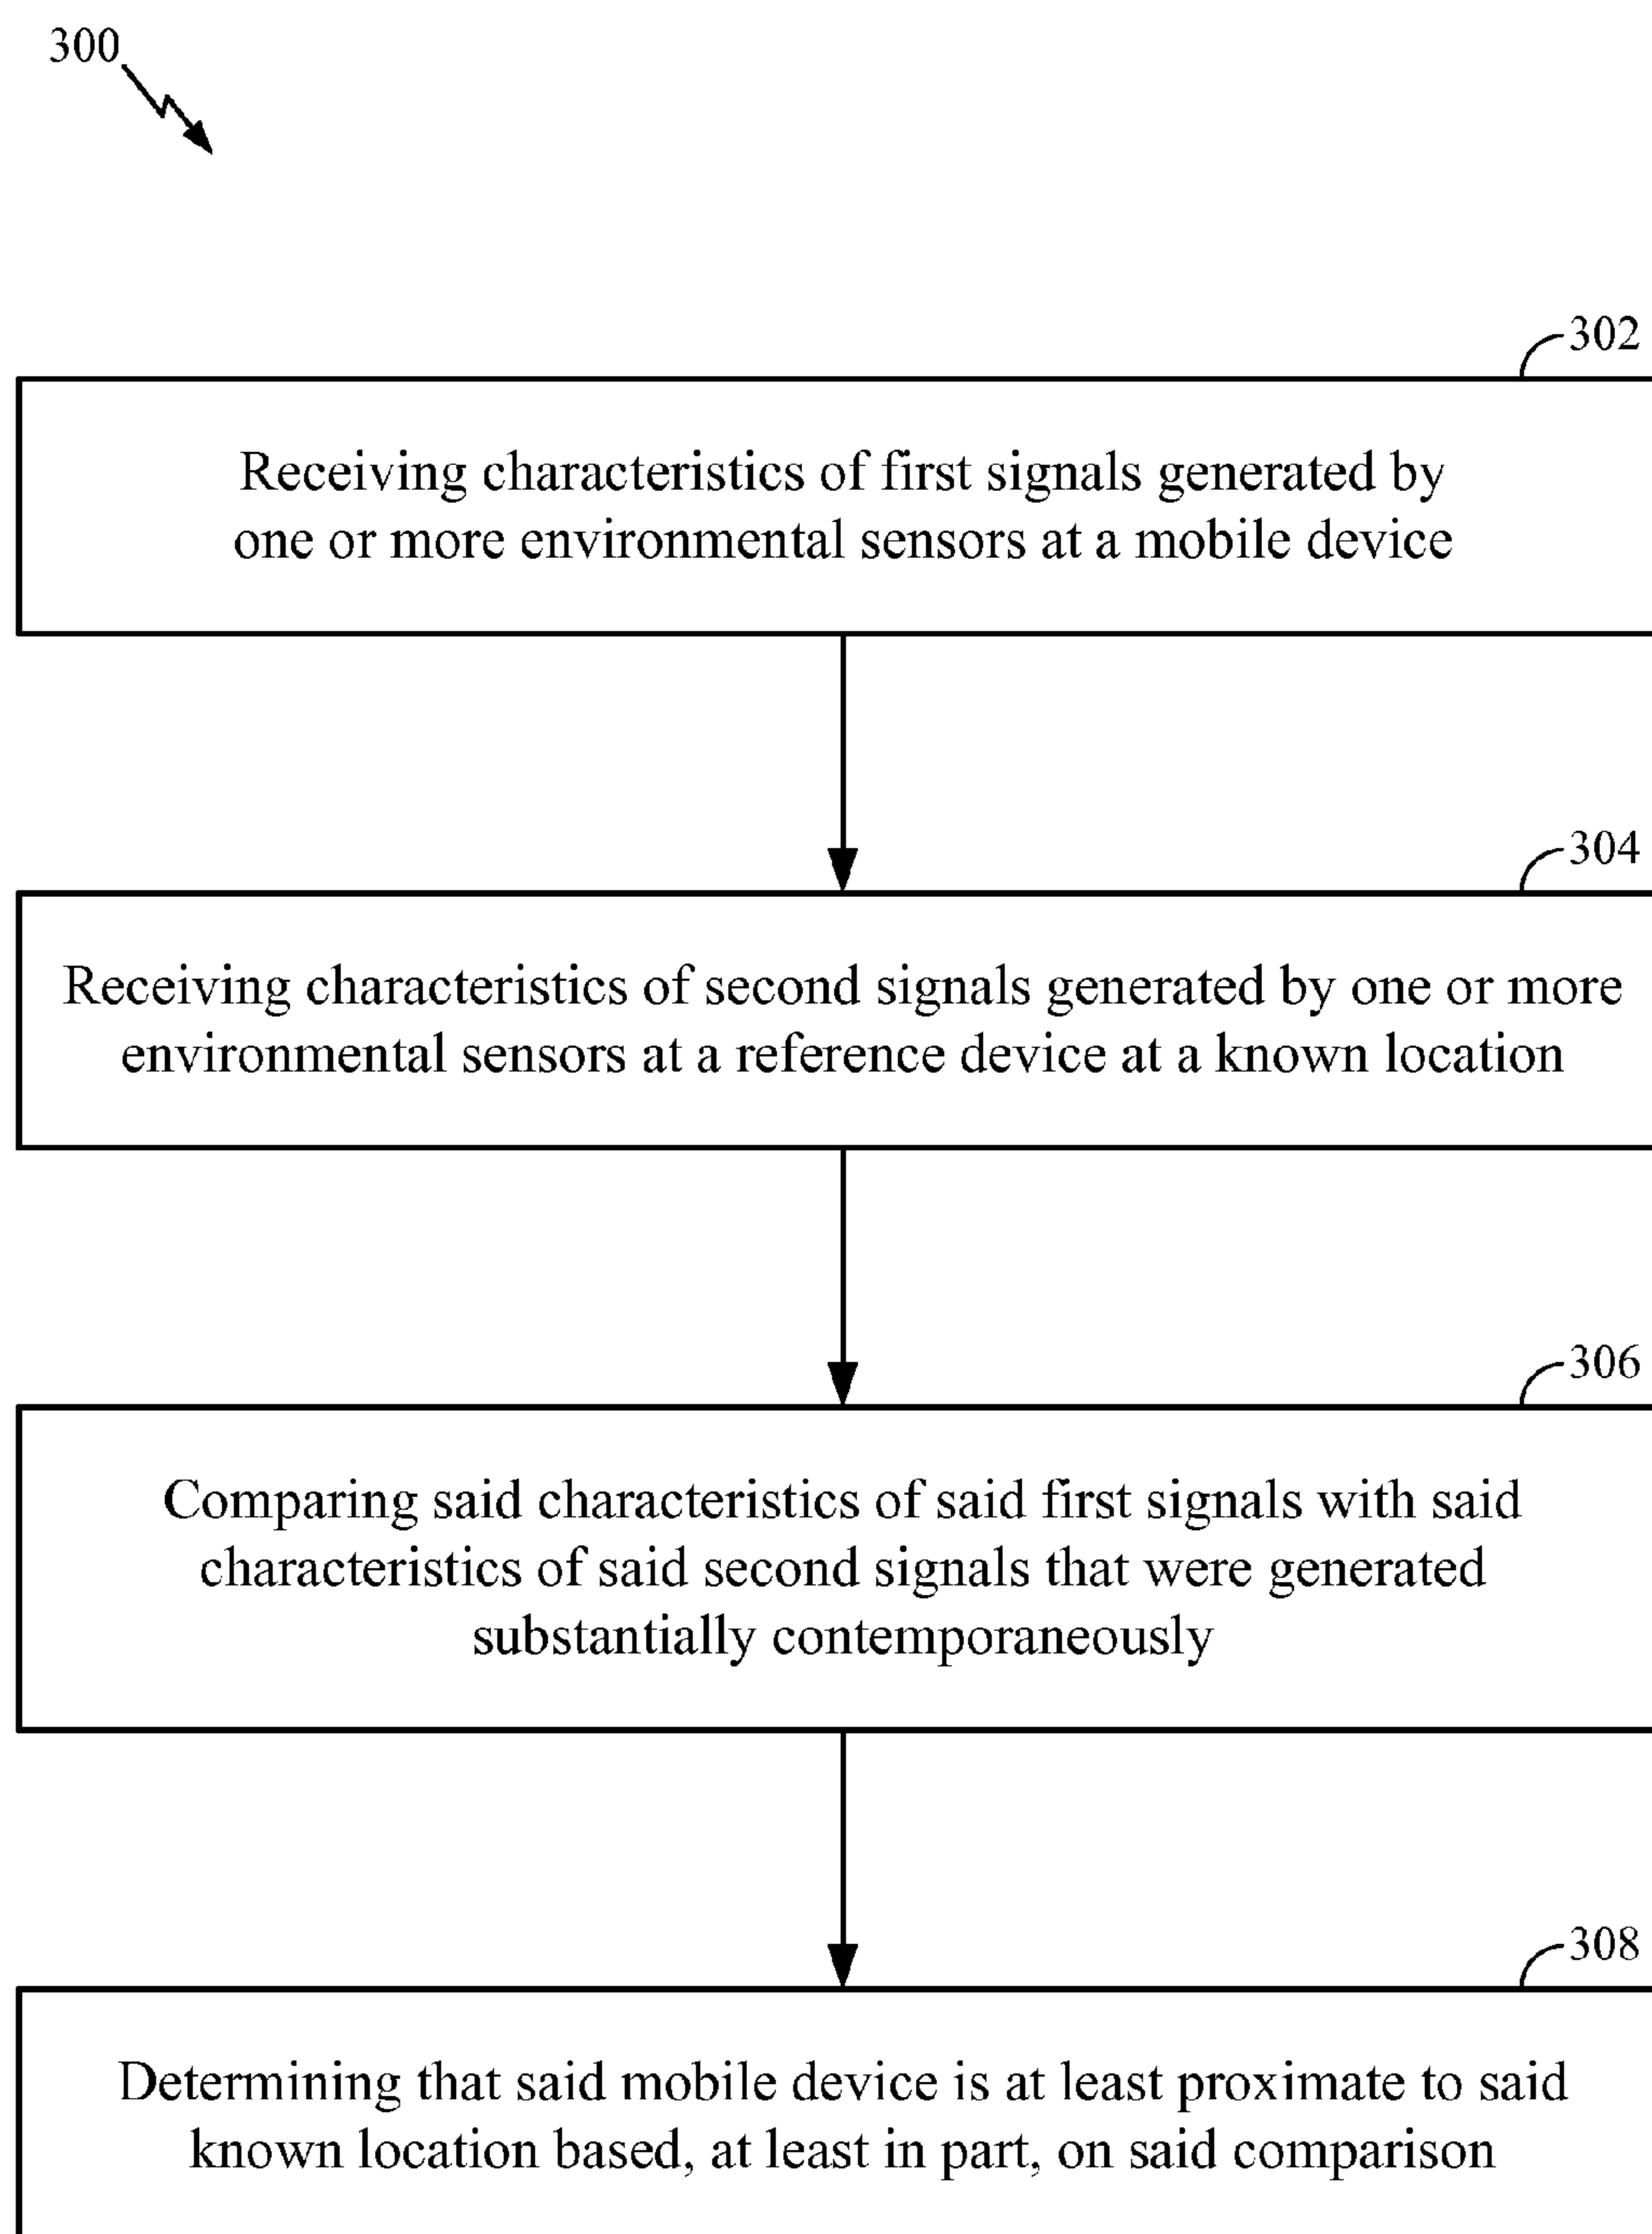 300
302
Receiving characteristics of first signals generated by
one or more environmental sensors at a mobile device
304
Receiving characteristics of second signals generated by one or more
environmental sensors at a reference device at a known location
306
Comparing said characteristics of said first signals with said
characteristics of said second signals that were generated
substantially contemporaneously
308
Determining that said mobile device is at least proximate to said
known location based, at least in part, on said comparison